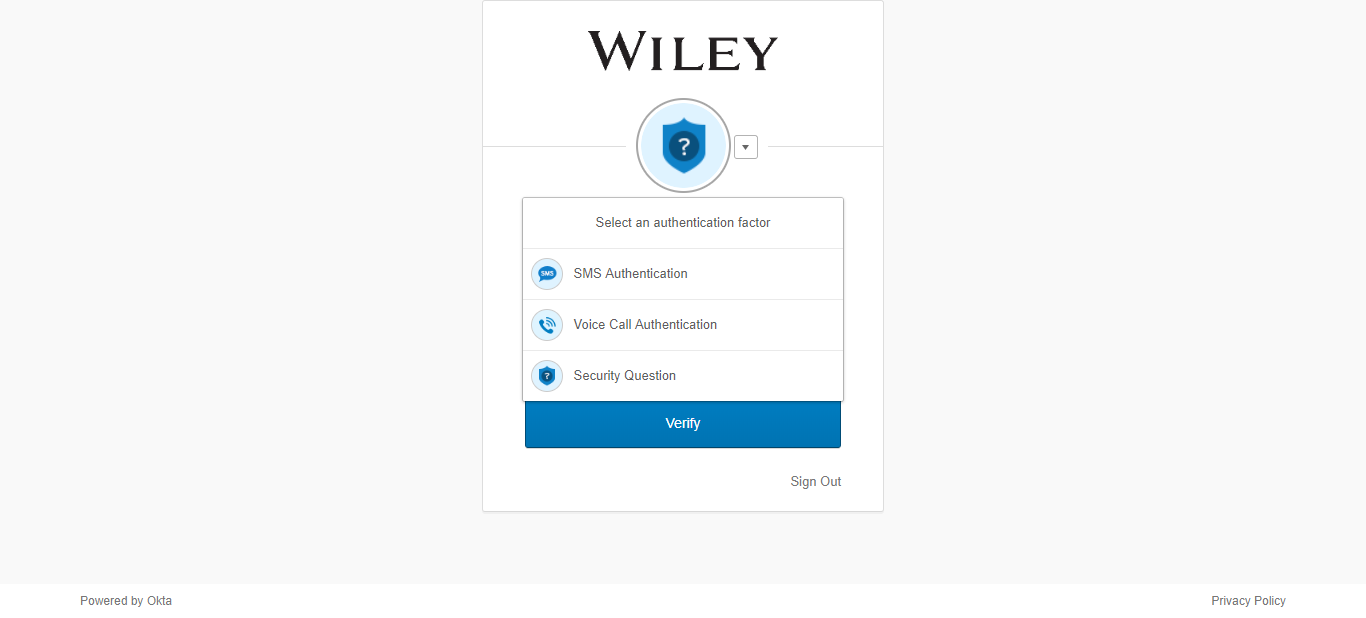 WILEY
?
Select an authentication factor
SMS
SMS Authentication
Voice Call Authentication
?
Security Question
Verify
Sign Out
Powered by Okta
Privacy Policy